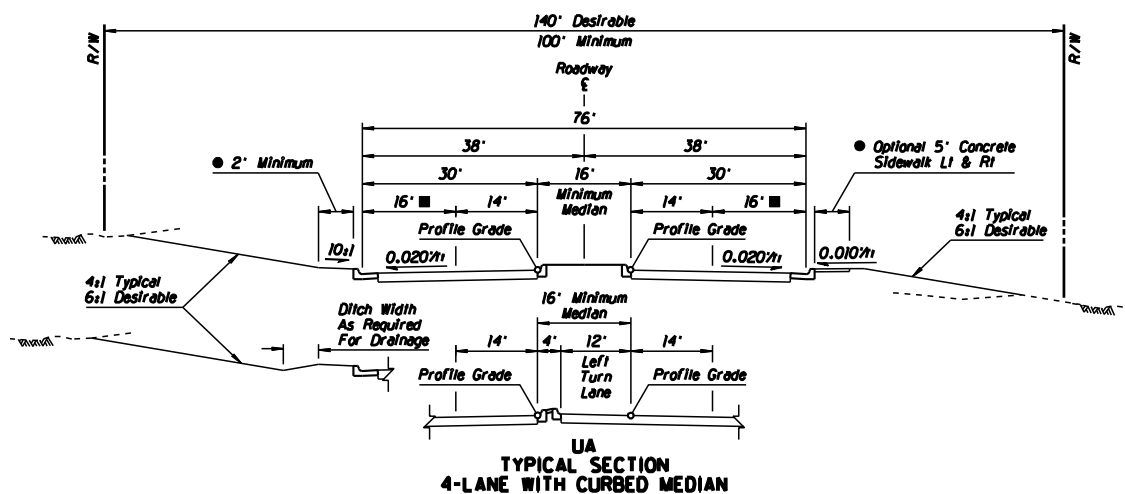 140' Desirable
100' Minimum
R/W
R/W
Roadway
℄
76'
38' 38'
● 2' Minimum
● Optional 5' Concrete
Sidewalk Lt & Rt
30' 16' 30'
Minimum
Median
16' ■ 14' 14' 16' ■
4:1 Typical
6:1 Desirable
Profile Grade Profile Grade
10:1 0.020'/ft 0.020'/ft 0.010'/ft
4:1 Typical
6:1 Desirable
16' Minimum
Median
Ditch Width
As Required
For Drainage
14' 4' 12' 14'
Left
Turn
Lane
Profile Grade Profile Grade
UA
TYPICAL SECTION
4-LANE WITH CURBED MEDIAN